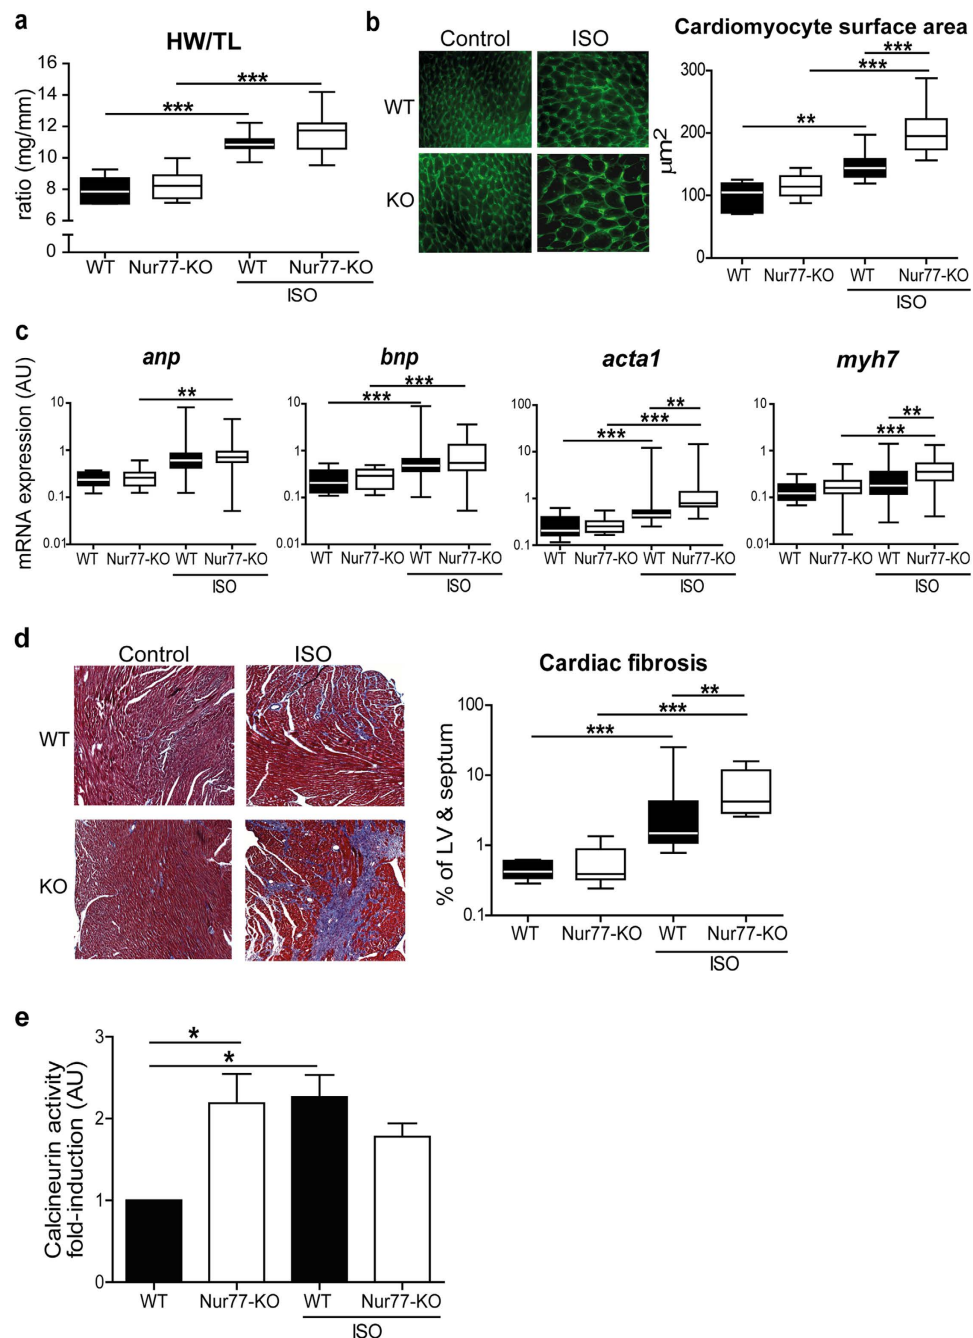 a
HW/TL
ratio (mg/mm)
14
12
10
8
6
0
***
***
WT
Nur77-KO
WT
Nur77-KO
ISO
b
Control
ISO
WT
KO
Cardiomyocyte surface area
µm²
300
200
100
0
**
***
***
WT
Nur77-KO
WT
Nur77-KO
ISO
c
mRNA expression (AU)
anp
10
1
0.1
0.01
**
WT
Nur77-KO
WT
Nur77-KO
ISO
bnp
10
1
0.1
0.01
***
***
WT
Nur77-KO
WT
Nur77-KO
ISO
acta1
100
10
1
0.1
**
***
***
WT
Nur77-KO
WT
Nur77-KO
ISO
myh7
10
1
0.1
0.01
**
***
WT
Nur77-KO
WT
Nur77-KO
ISO
d
Control
ISO
WT
KO
Cardiac fibrosis
% of LV & septum
100
10
1
0.1
**
***
***
WT
Nur77-KO
WT
Nur77-KO
ISO
e
Calcineurin activity
fold-induction (AU)
3
2
1
0
*
*
WT
Nur77-KO
WT
Nur77-KO
ISO